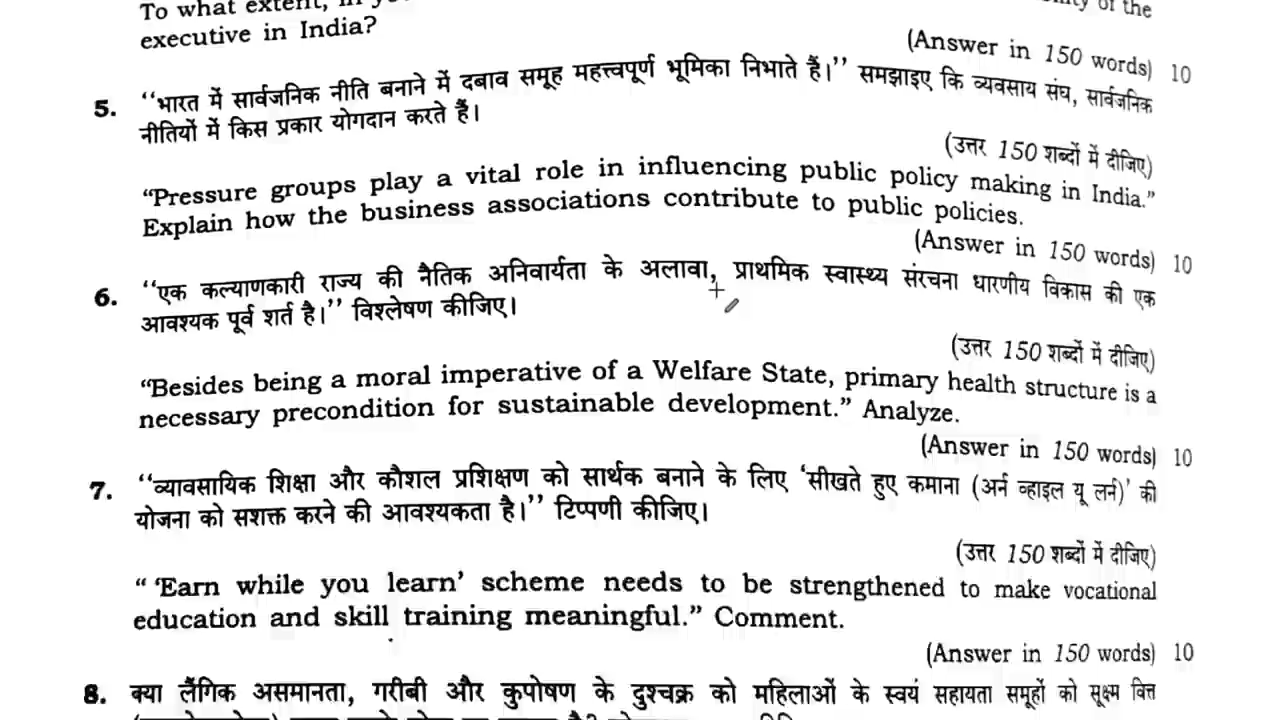 To what extent, in
of the
executive in India?
(Answer in 150 words) 10
5. ‘‘भारत में सार्वजनिक नीति बनाने में दबाव समूह महत्त्वपूर्ण भूमिका निभाते हैं।’’ समझाइए कि व्यवसाय संघ, सार्वजनिक
नीतियों में किस प्रकार योगदान करते हैं।
(उत्तर 150 शब्दों में दीजिए)
“Pressure groups play a vital role in influencing public policy making in India.”
Explain how the business associations contribute to public policies.
(Answer in 150 words) 10
6. ‘‘एक कल्याणकारी राज्य की नैतिक अनिवार्यता के अलावा, प्राथमिक स्वास्थ्य संरचना धारणीय विकास की एक
आवश्यक पूर्व शर्त है।’’ विश्लेषण कीजिए।
(उत्तर 150 शब्दों में दीजिए)
“Besides being a moral imperative of a Welfare State, primary health structure is a
necessary precondition for sustainable development.” Analyze.
(Answer in 150 words) 10
7. ‘‘व्यावसायिक शिक्षा और कौशल प्रशिक्षण को सार्थक बनाने के लिए ‘सीखते हुए कमाना (अर्न व्हाइल यू लर्न)’ की
योजना को सशक्त करने की आवश्यकता है।’’ टिप्पणी कीजिए।
(उत्तर 150 शब्दों में दीजिए)
“ ‘Earn while you learn’ scheme needs to be strengthened to make vocational
education and skill training meaningful.” Comment.
(Answer in 150 words) 10
8. क्या लैंगिक असमानता, गरीबी और कुपोषण के दुश्चक्र को महिलाओं के स्वयं सहायता समूहों को सूक्ष्म वित्त